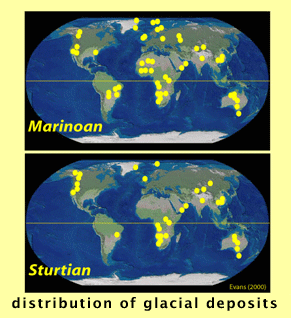 Marinoan
Sturtian
Evans (2000)
distribution of glacial deposits